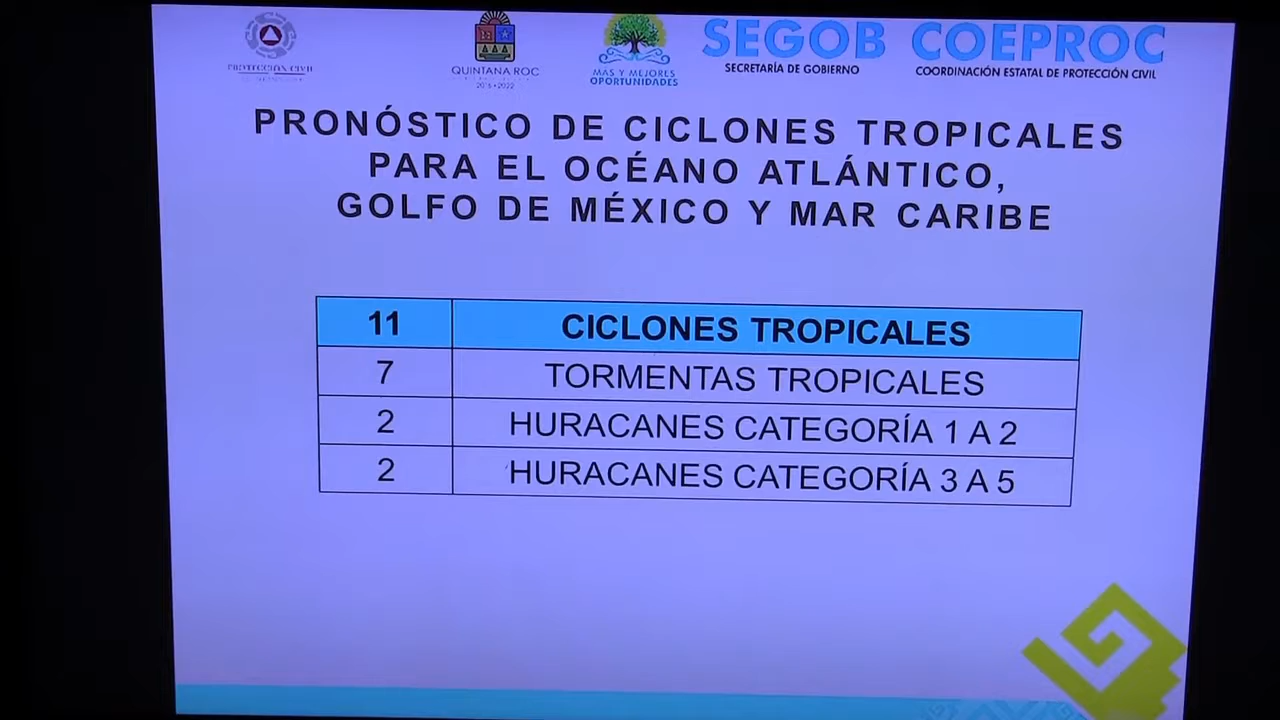 PROTECCIÓN CIVIL
QUINTANA ROO
2016•2022
MÁS Y MEJORES
OPORTUNIDADES
SEGOB
SECRETARÍA DE GOBIERNO
COEPROC
COORDINACIÓN ESTATAL DE PROTECCIÓN CIVIL
PRONÓSTICO DE CICLONES TROPICALES
PARA EL OCÉANO ATLÁNTICO,
GOLFO DE MÉXICO Y MAR CARIBE
11 CICLONES TROPICALES
7 TORMENTAS TROPICALES
2 HURACANES CATEGORÍA 1 A 2
2 HURACANES CATEGORÍA 3 A 5